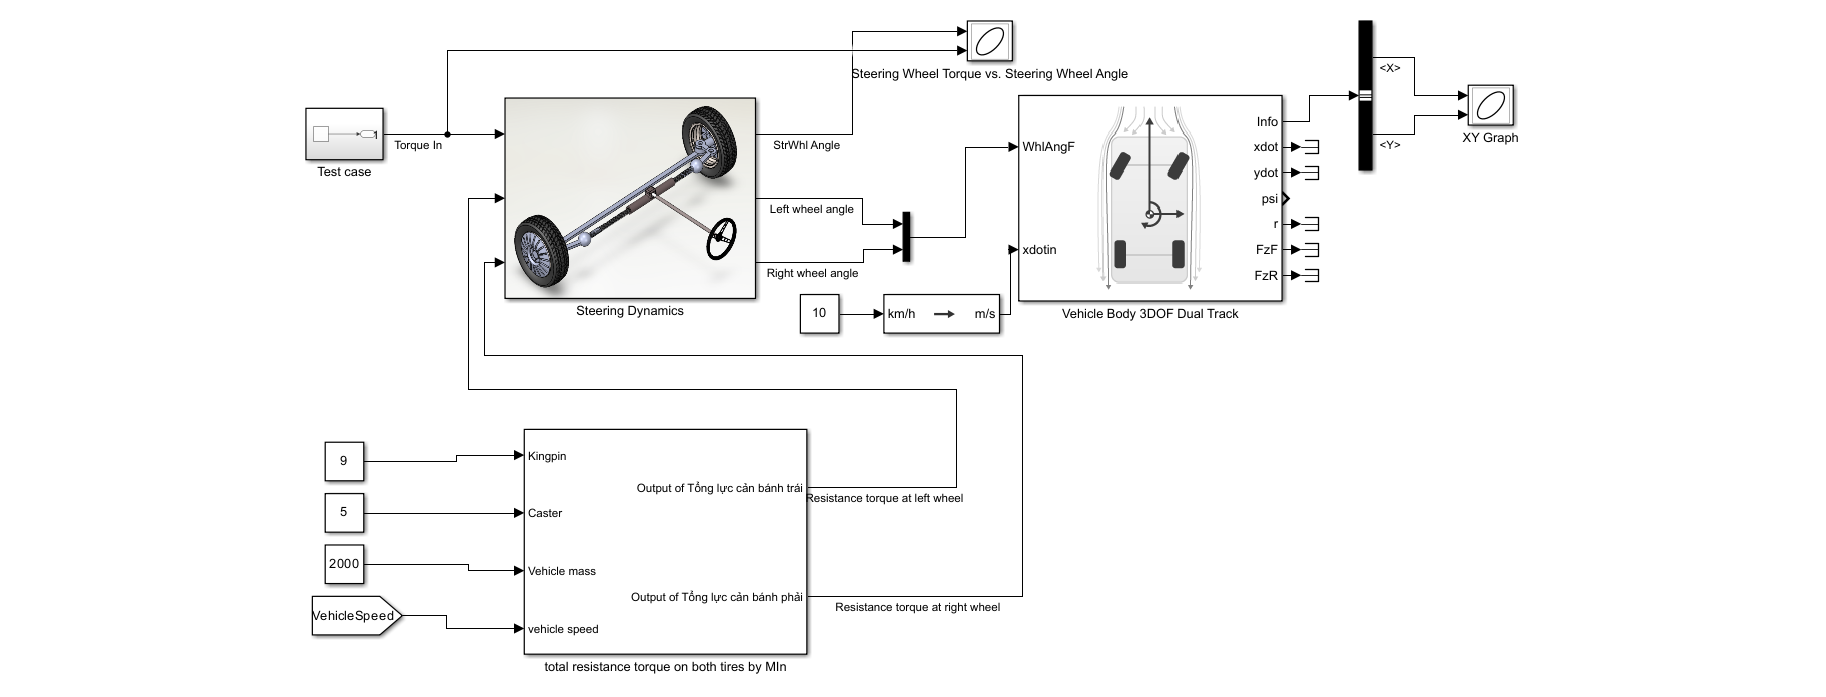 Steering Wheel Torque vs. Steering Wheel Angle
1
Torque In
Test case
StrWhl Angle
Left wheel angle
Right wheel angle
Steering Dynamics
10
km/h
m/s
WhlAngF
xdotin
Info
xdot
ydot
psi
r
FzF
FzR
Vehicle Body 3DOF Dual Track
<X>
<Y>
XY Graph
9
5
2000
VehicleSpeed
Kingpin
Caster
Vehicle mass
vehicle speed
Output of Tổng lực cản bánh trái
Output of Tổng lực cản bánh phải
Resistance torque at left wheel
Resistance torque at right wheel
total resistance torque on both tires by MIn